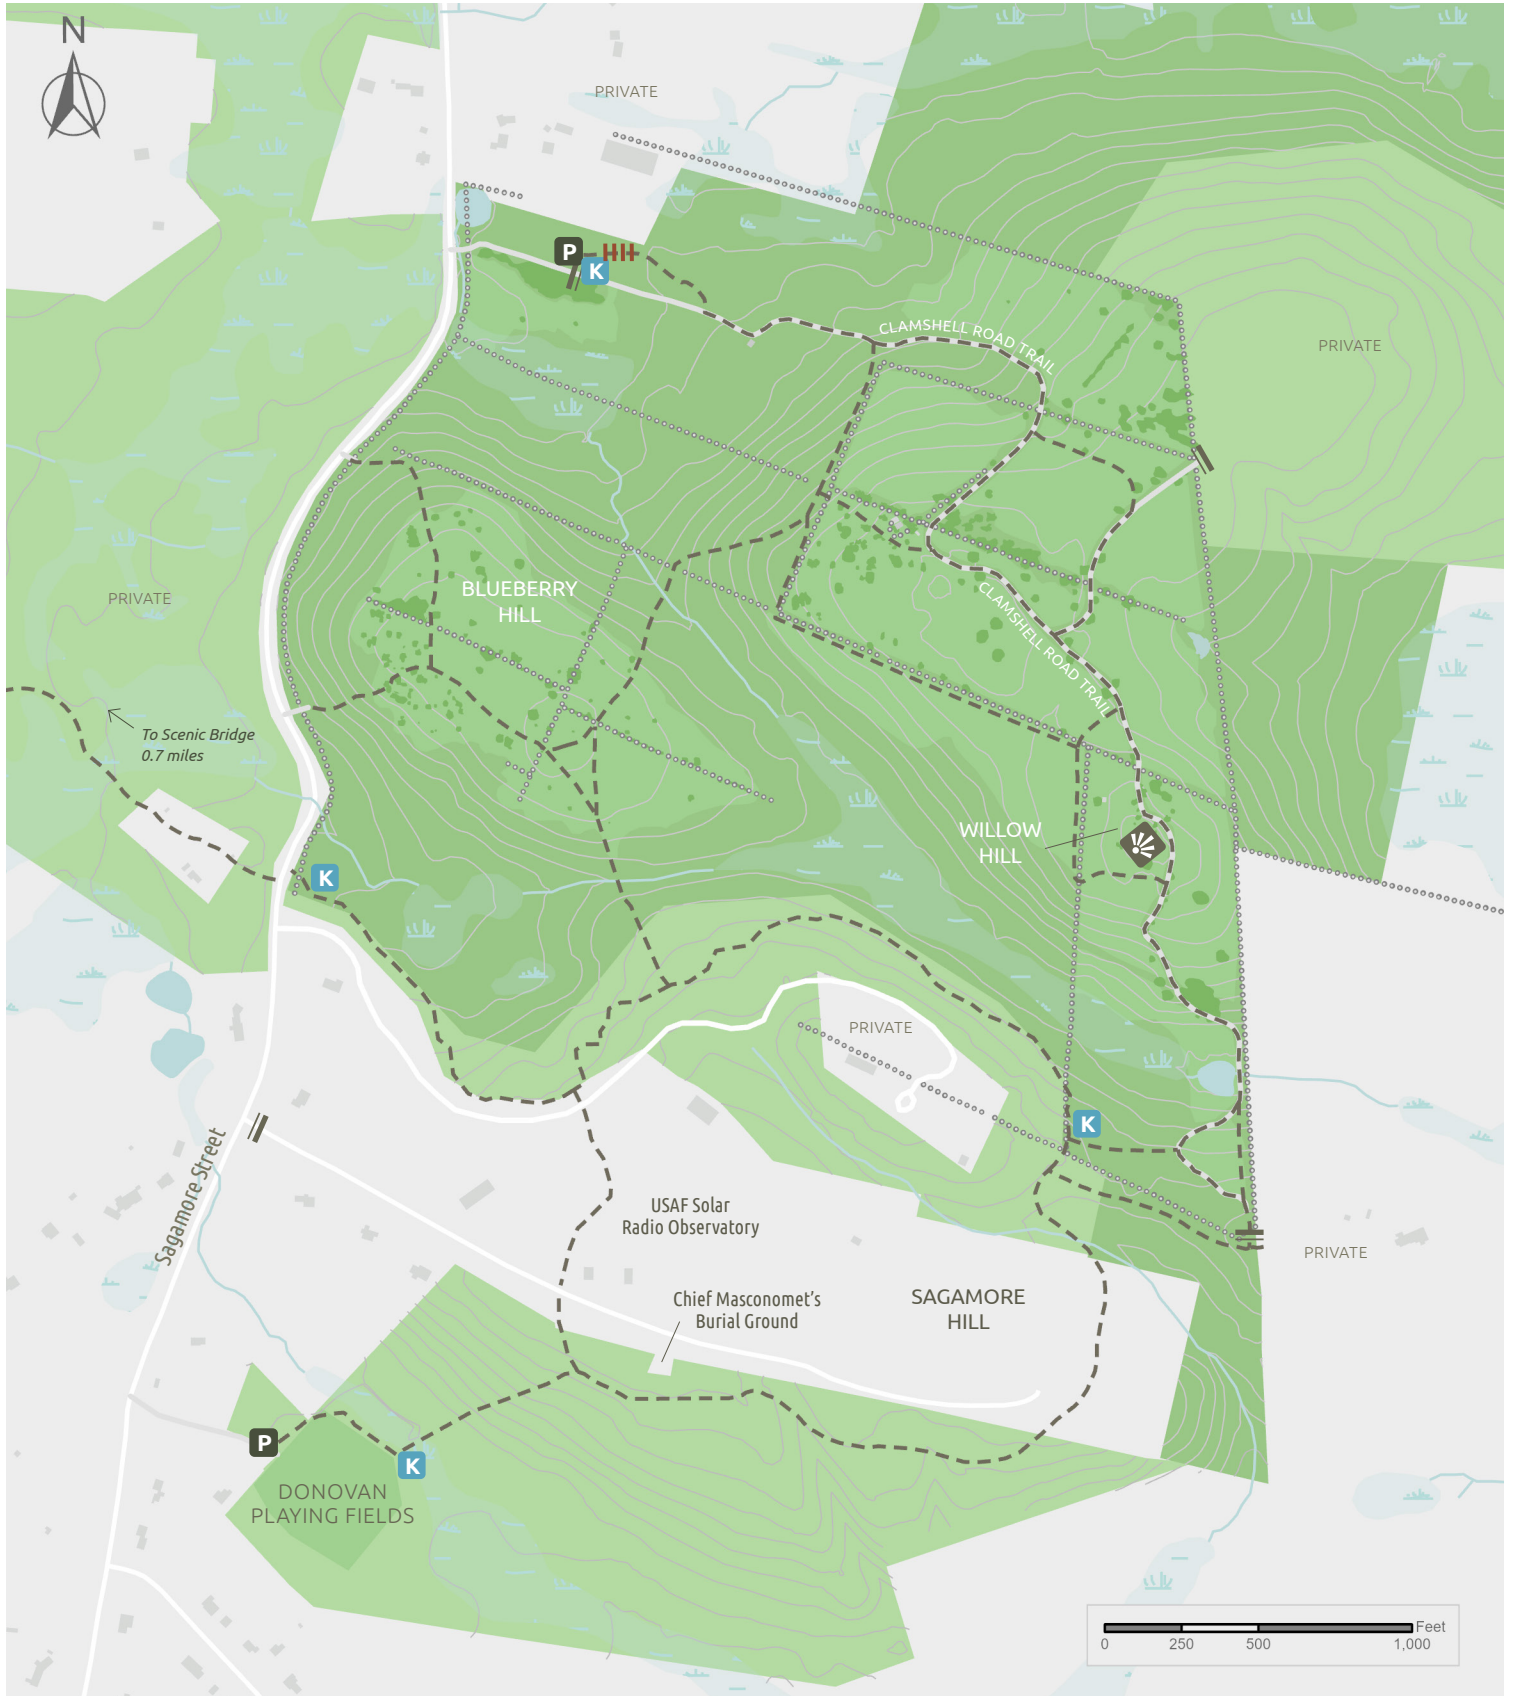 N
PRIVATE
P
K
CLAMSHELL ROAD TRAIL
PRIVATE
BLUEBERRY
HILL
PRIVATE
CLAMSHELL ROAD TRAIL
To Scenic Bridge
0.7 miles
WILLOW
HILL
K
PRIVATE
K
Sagamore Street
USAF Solar
Radio Observatory
PRIVATE
Chief Masconomet's
Burial Ground
SAGAMORE
HILL
P
K
DONOVAN
PLAYING FIELDS
Feet
0 250 500 1,000